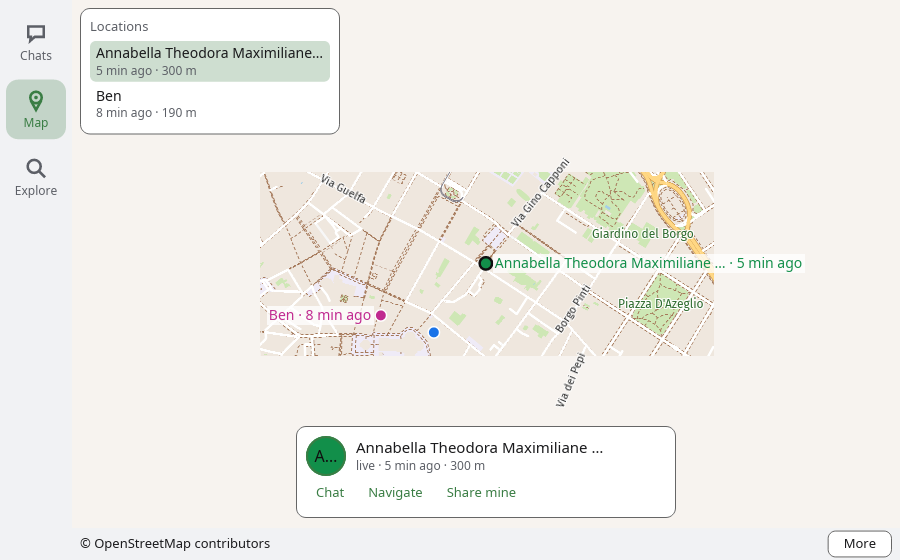 Chats
Map
Explore
Locations
Annabella Theodora Maximiliane...
5 min ago · 300 m
Ben
8 min ago · 190 m
Via Guelfa
Via Gino Capponi
Giardino del Borgo
Annabella Theodora Maximiliane ... · 5 min ago
Piazza D'Azeglio
Borgo Pinti
Ben · 8 min ago
Via dei Pepi
A...
Annabella Theodora Maximiliane ...
live · 5 min ago · 300 m
Chat Navigate Share mine
© OpenStreetMap contributors
More